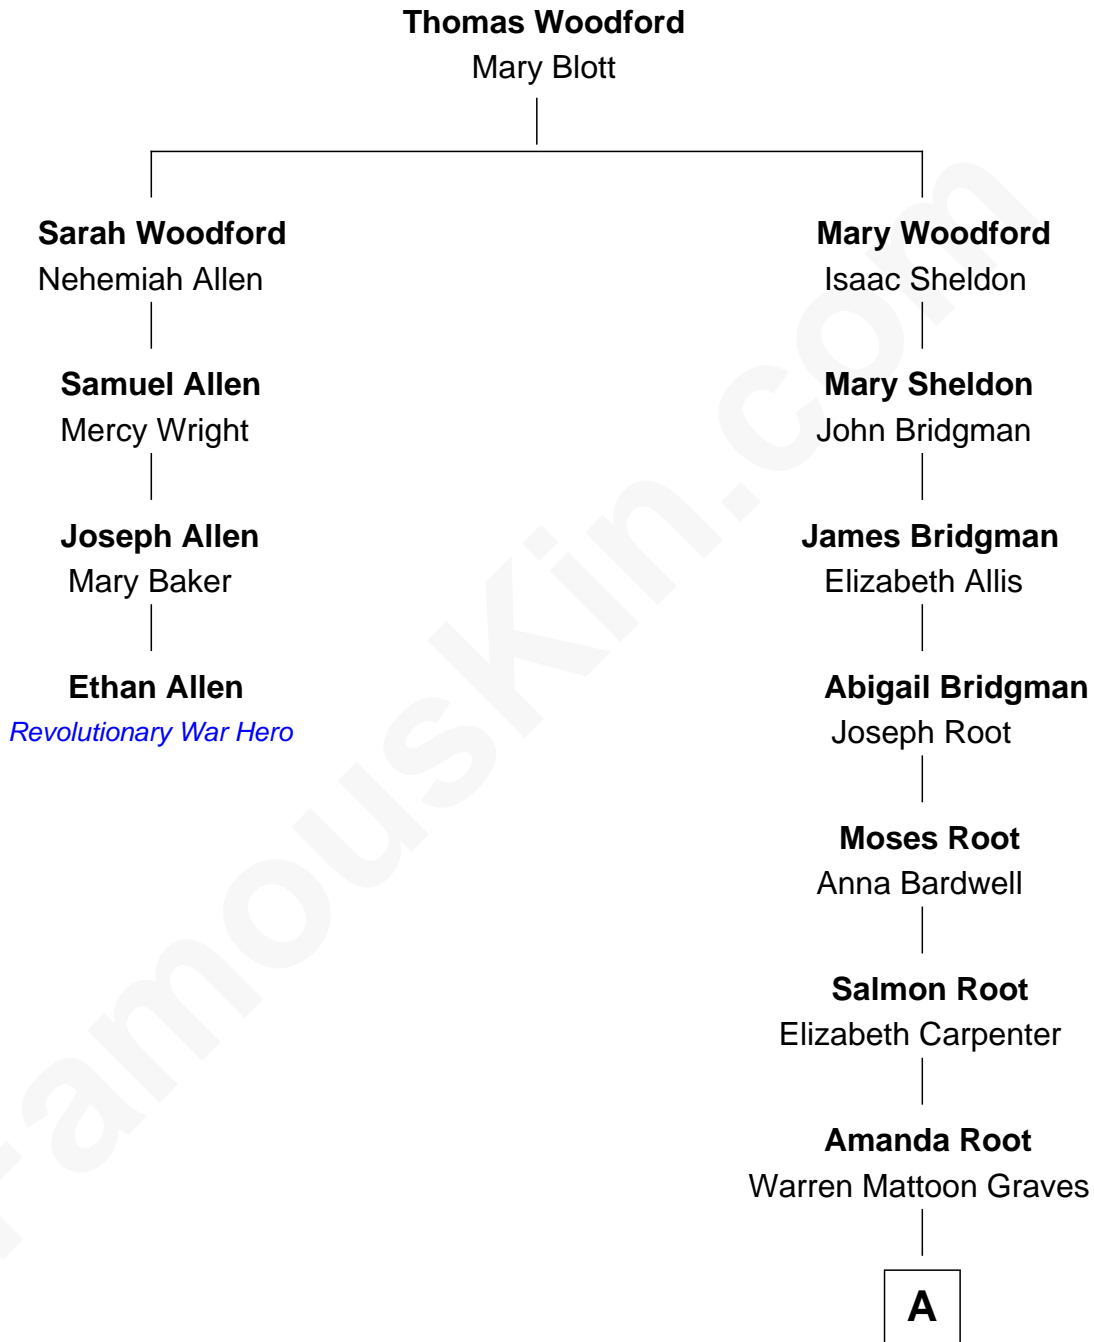 Thomas Woodford
Mary Blott
Sarah Woodford
Nehemiah Allen
Samuel Allen
Mercy Wright
Joseph Allen
Mary Baker
Ethan Allen
Revolutionary War Hero
Mary Woodford
Isaac Sheldon
Mary Sheldon
John Bridgman
James Bridgman
Elizabeth Allis
Abigail Bridgman
Joseph Root
Moses Root
Anna Bardwell
Salmon Root
Elizabeth Carpenter
Amanda Root
Warren Mattoon Graves
A
FamousKin.com